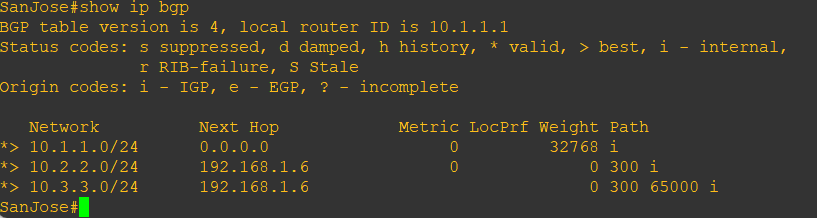 SanJose#show ip bgp
BGP table version is 4, local router ID is 10.1.1.1
Status codes: s suppressed, d damped, h history, * valid, > best, i - internal,
              r RIB-failure, S Stale
Origin codes: i - IGP, e - EGP, ? - incomplete

   Network          Next Hop            Metric LocPrf Weight Path
*> 10.1.1.0/24      0.0.0.0                  0         32768 i
*> 10.2.2.0/24      192.168.1.6              0             0 300 i
*> 10.3.3.0/24      192.168.1.6                            0 300 65000 i
SanJose#